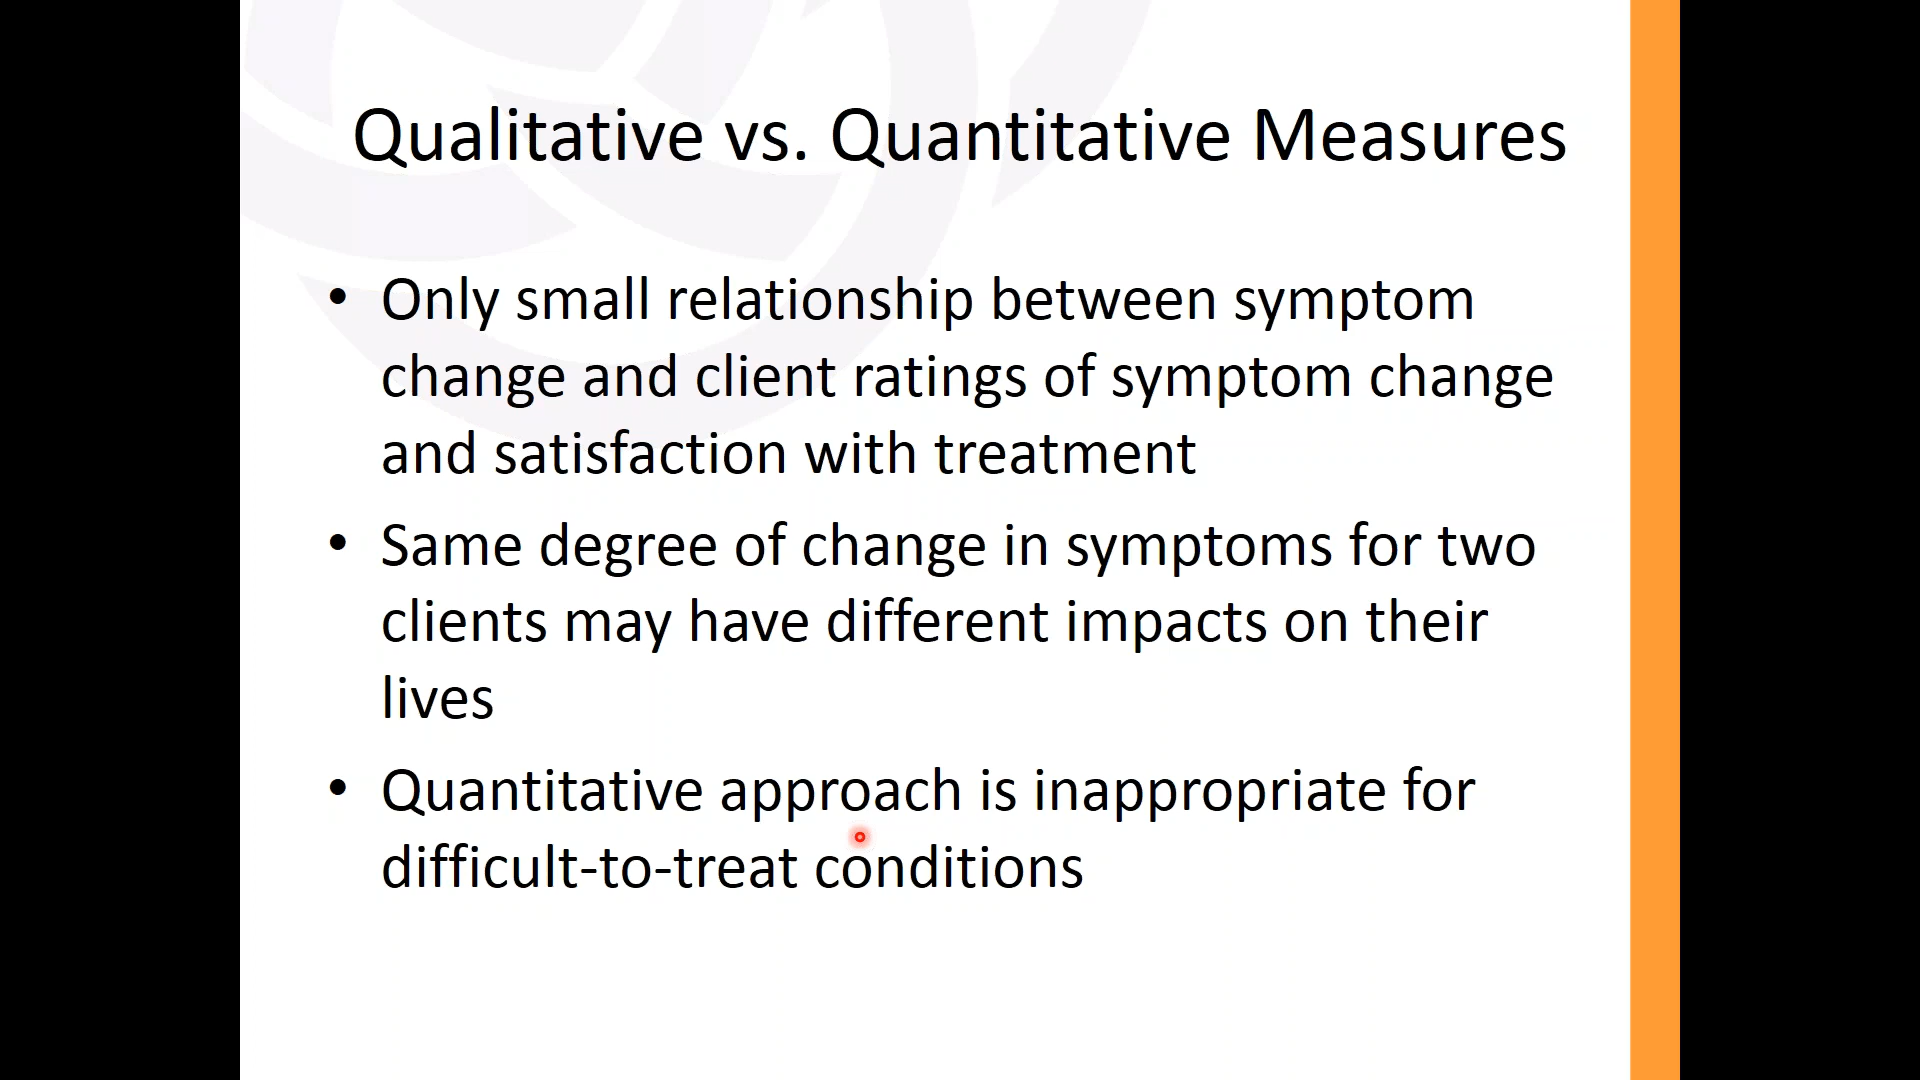 Qualitative vs. Quantitative Measures
• Only small relationship between symptom
change and client ratings of symptom change
and satisfaction with treatment
• Same degree of change in symptoms for two
clients may have different impacts on their
lives
• Quantitative approach is inappropriate for
difficult-to-treat conditions